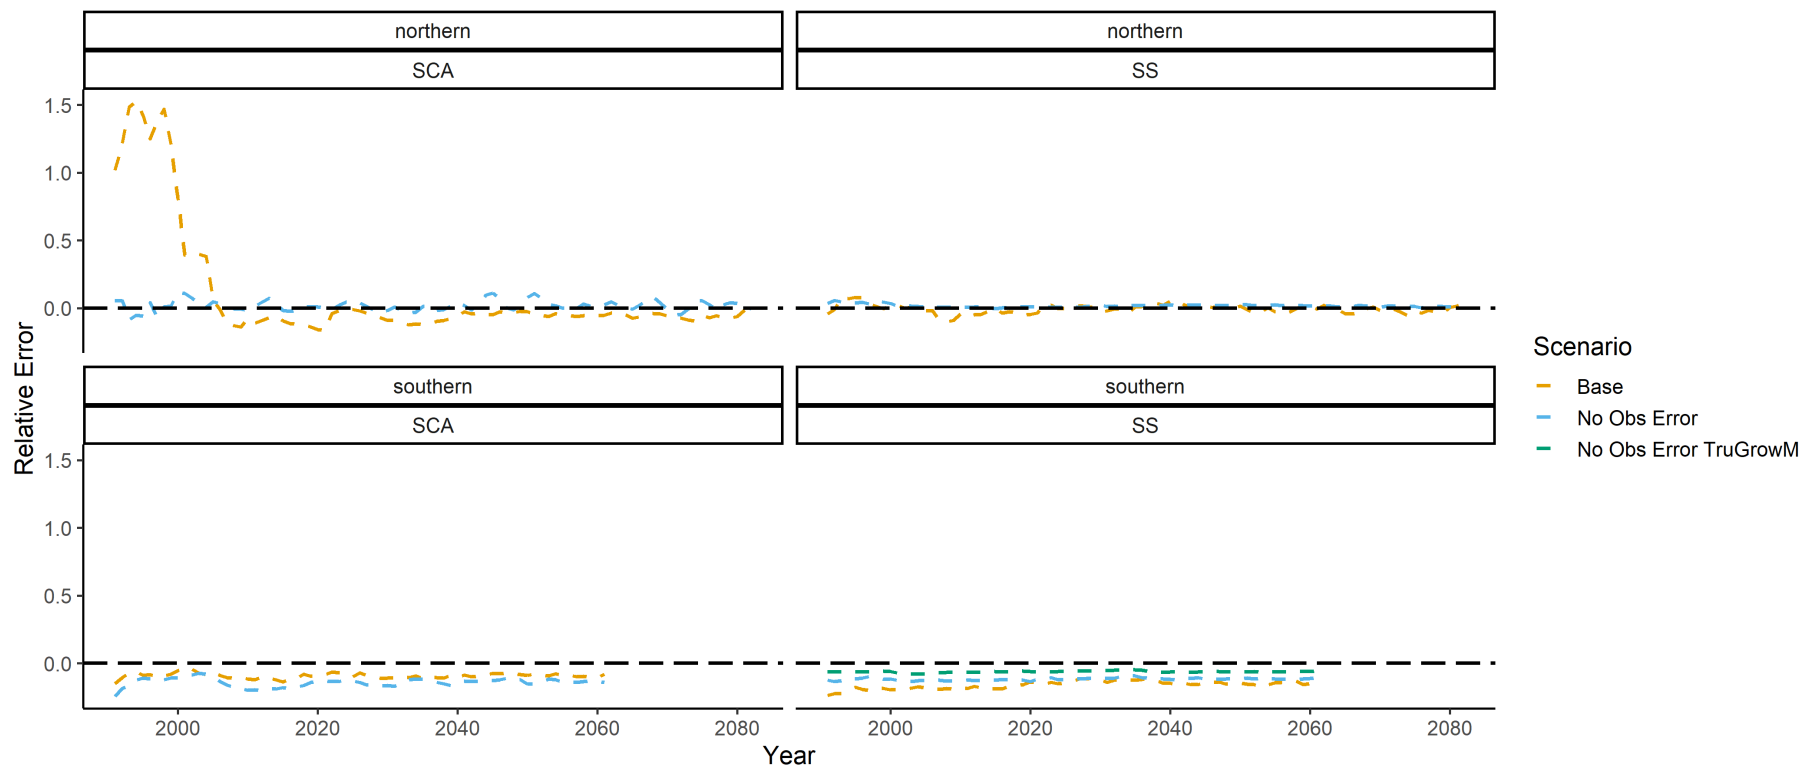 northern
northern
SCA
SS
1.5
1.0
0.5
0.0
Relative Error
southern
southern
SCA
SS
1.5
1.0
0.5
0.0
2000 2020 2040 2060 2080
2000 2020 2040 2060 2080
Year
Scenario
Base
No Obs Error
No Obs Error TruGrowM